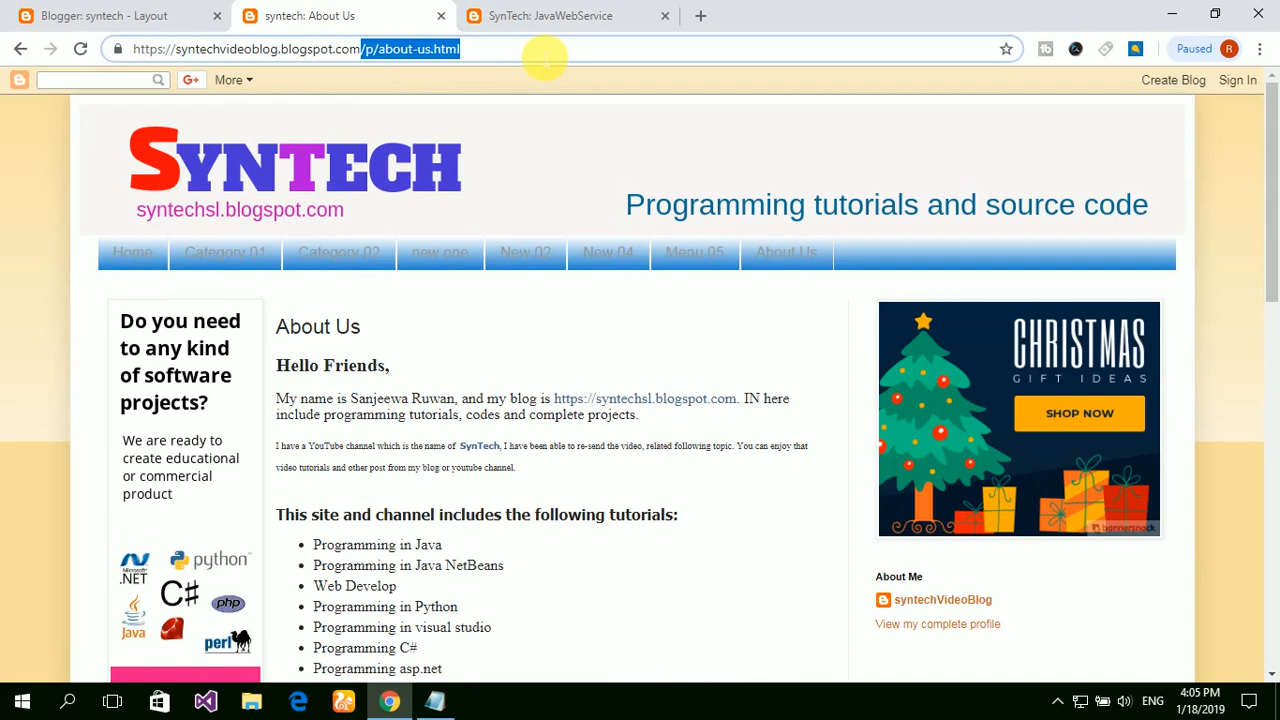 Blogger: syntech - Layout
syntech: About Us
SynTech: JavaWebService
https://syntechvideoblog.blogspot.com/p/about-us.html
Paused R
G+ More
Create Blog Sign In
SYNTECH
syntechsl.blogspot.com
Programming tutorials and source code
Home Category 01 Category 02 new one New 02 New 04 Menu 05 About Us
Do you need
to any kind
of software
projects?
We are ready to
create educational
or commercial
product
Microsoft
.NET
python
C#
php
Java
perl
About Us
Hello Friends,
My name is Sanjeewa Ruwan, and my blog is https://syntechsl.blogspot.com. IN here
include programming tutorials, codes and complete projects.
I have a YouTube channel which is the name of SynTech, I have been able to re-send the video, related following topic. You can enjoy that
video tutorials and other post from my blog or youtube channel.
This site and channel includes the following tutorials:
• Programming in Java
• Programming in Java NetBeans
• Web Develop
• Programming in Python
• Programming in visual studio
• Programming C#
• Programming asp.net
CHRISTMAS
GIFT IDEAS
SHOP NOW
bannersnack
About Me
syntechVideoBlog
View my complete profile
ENG
4:05 PM
1/18/2019